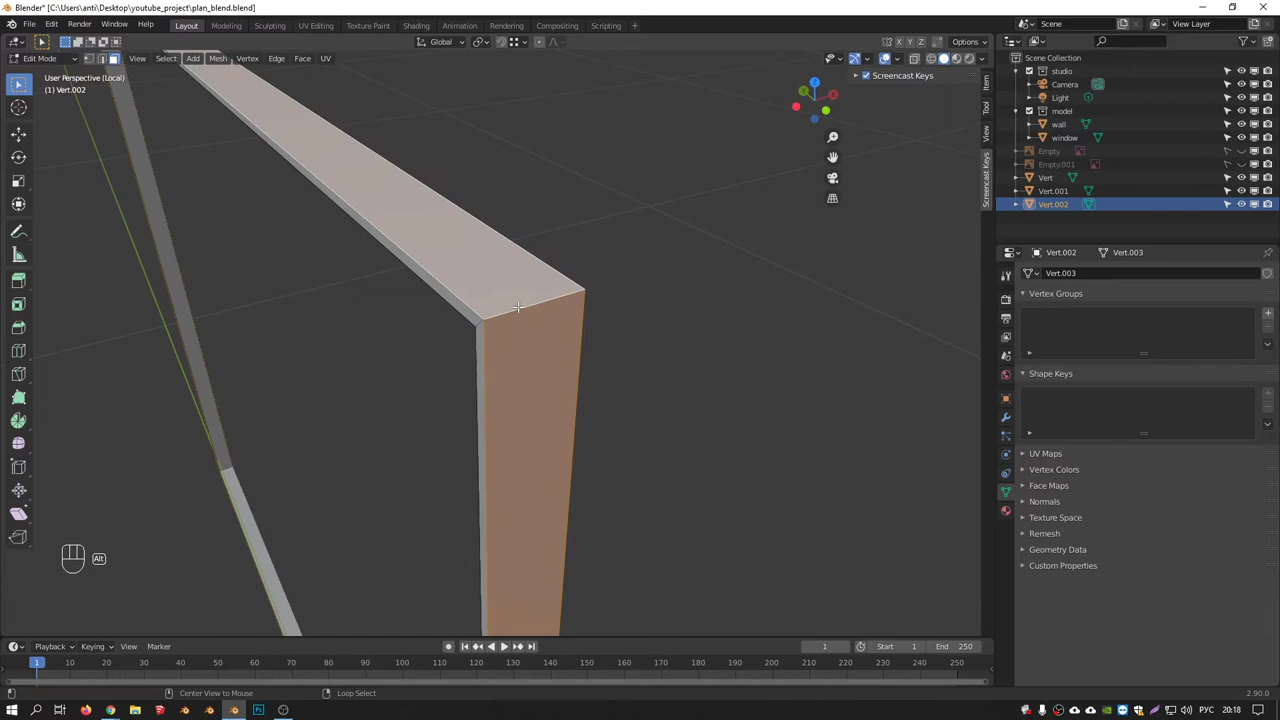 Blender* [C:\Users\anti\Desktop\youtube_project\plan_blend.blend]
File Edit Render Window Help Layout Modeling Sculpting UV Editing Texture Paint Shading Animation Rendering Compositing Scripting Scene View Layer
Global Options
Edit Mode View Select Add Mesh Vertex Edge Face UV
User Perspective (Local)
(1) Vert.002
Screencast Keys
X Y Z
Item
Tool
View
Screencast Keys
Alt
Scene Collection
studio
Camera
Light
model
wall
window
Empty
Empty.001
Vert
Vert.001
Vert.002
Vert.002 Vert.003
Vert.003
Vertex Groups
Shape Keys
UV Maps
Vertex Colors
Face Maps
Normals
Texture Space
Remesh
Geometry Data
Custom Properties
Playback Keying View Marker 1 Start 1 End 250
1 10 20 30 40 50 60 70 80 90 100 110 120 130 140 150 160 170 180 190 200 210 220 230 240 250
Center View to Mouse Loop Select 2.90.0
РУС 20:18